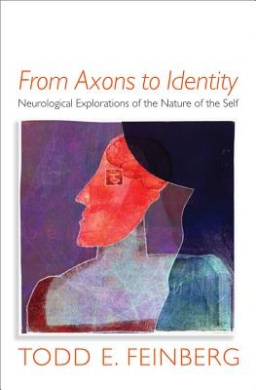 From Axons to Identity
Neurological Explorations of the Nature of the Self
TODD E. FEINBERG